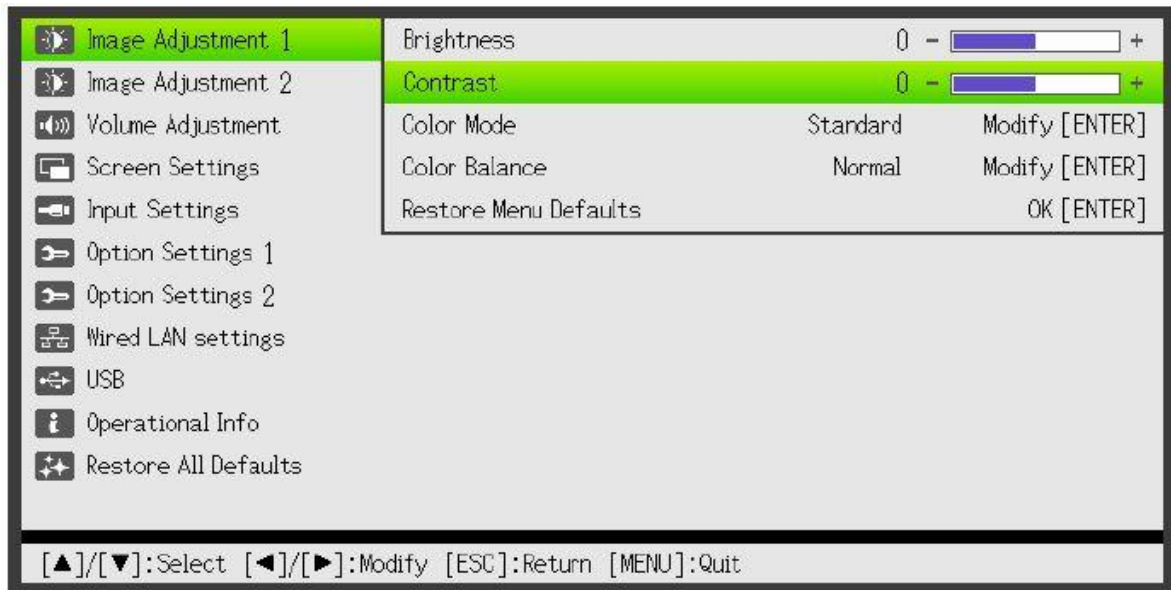 Image Adjustment 1
Image Adjustment 2
Volume Adjustment
Screen Settings
Input Settings
Option Settings 1
Option Settings 2
Wired LAN settings
USB
Operational Info
Restore All Defaults
Brightness 0 - +
Contrast 0 - +
Color Mode Standard Modify [ENTER]
Color Balance Normal Modify [ENTER]
Restore Menu Defaults OK [ENTER]
[▲]/[▼]:Select [◀]/[▶]:Modify [ESC]:Return [MENU]:Quit